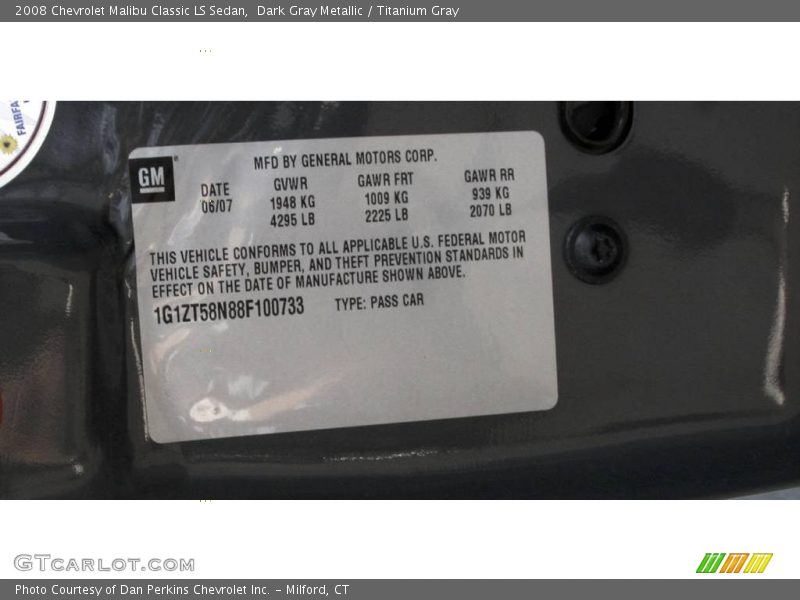 2008 Chevrolet Malibu Classic LS Sedan,  Dark Gray Metallic / Titanium Gray
FAIRFA
GM
MFD BY GENERAL MOTORS CORP.
DATE GVWR GAWR FRT GAWR RR
06/07 1948 KG 1009 KG 939 KG
4295 LB 2225 LB 2070 LB
THIS VEHICLE CONFORMS TO ALL APPLICABLE U.S. FEDERAL MOTOR
VEHICLE SAFETY, BUMPER, AND THEFT PREVENTION STANDARDS IN
EFFECT ON THE DATE OF MANUFACTURE SHOWN ABOVE.
1G1ZT58N88F100733 TYPE: PASS CAR
GTCARLOT.COM
Photo Courtesy of Dan Perkins Chevrolet Inc. - Milford, CT